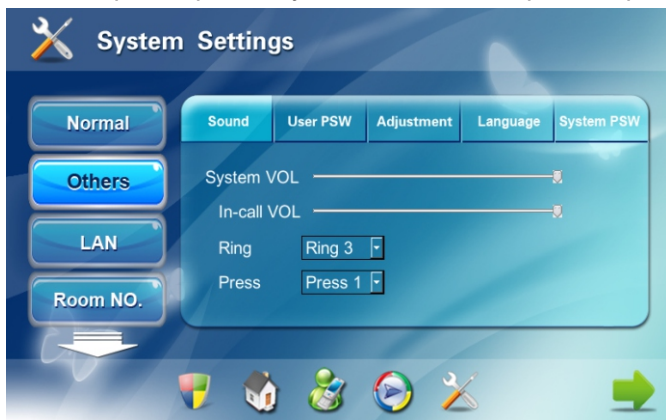 System Settings
Normal
Others
LAN
Room NO.
Sound User PSW Adjustment Language System PSW
System VOL
In-call VOL
Ring Ring 3
Press Press 1